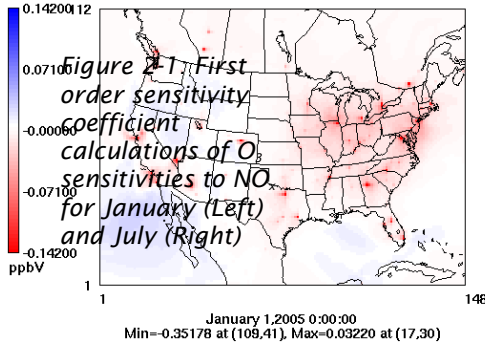 0.14200
112
0.07100
-0.00000
-0.07100
-0.14200
ppbV
1
1
148
Figure 2-1: First
order sensitivity
coefficient
calculations of O3
sensitivities to NO
for January (Left)
and July (Right)
January 1,2005 0:00:00
Min=-0.35178 at (109,41), Max=0.03220 at (17,30)